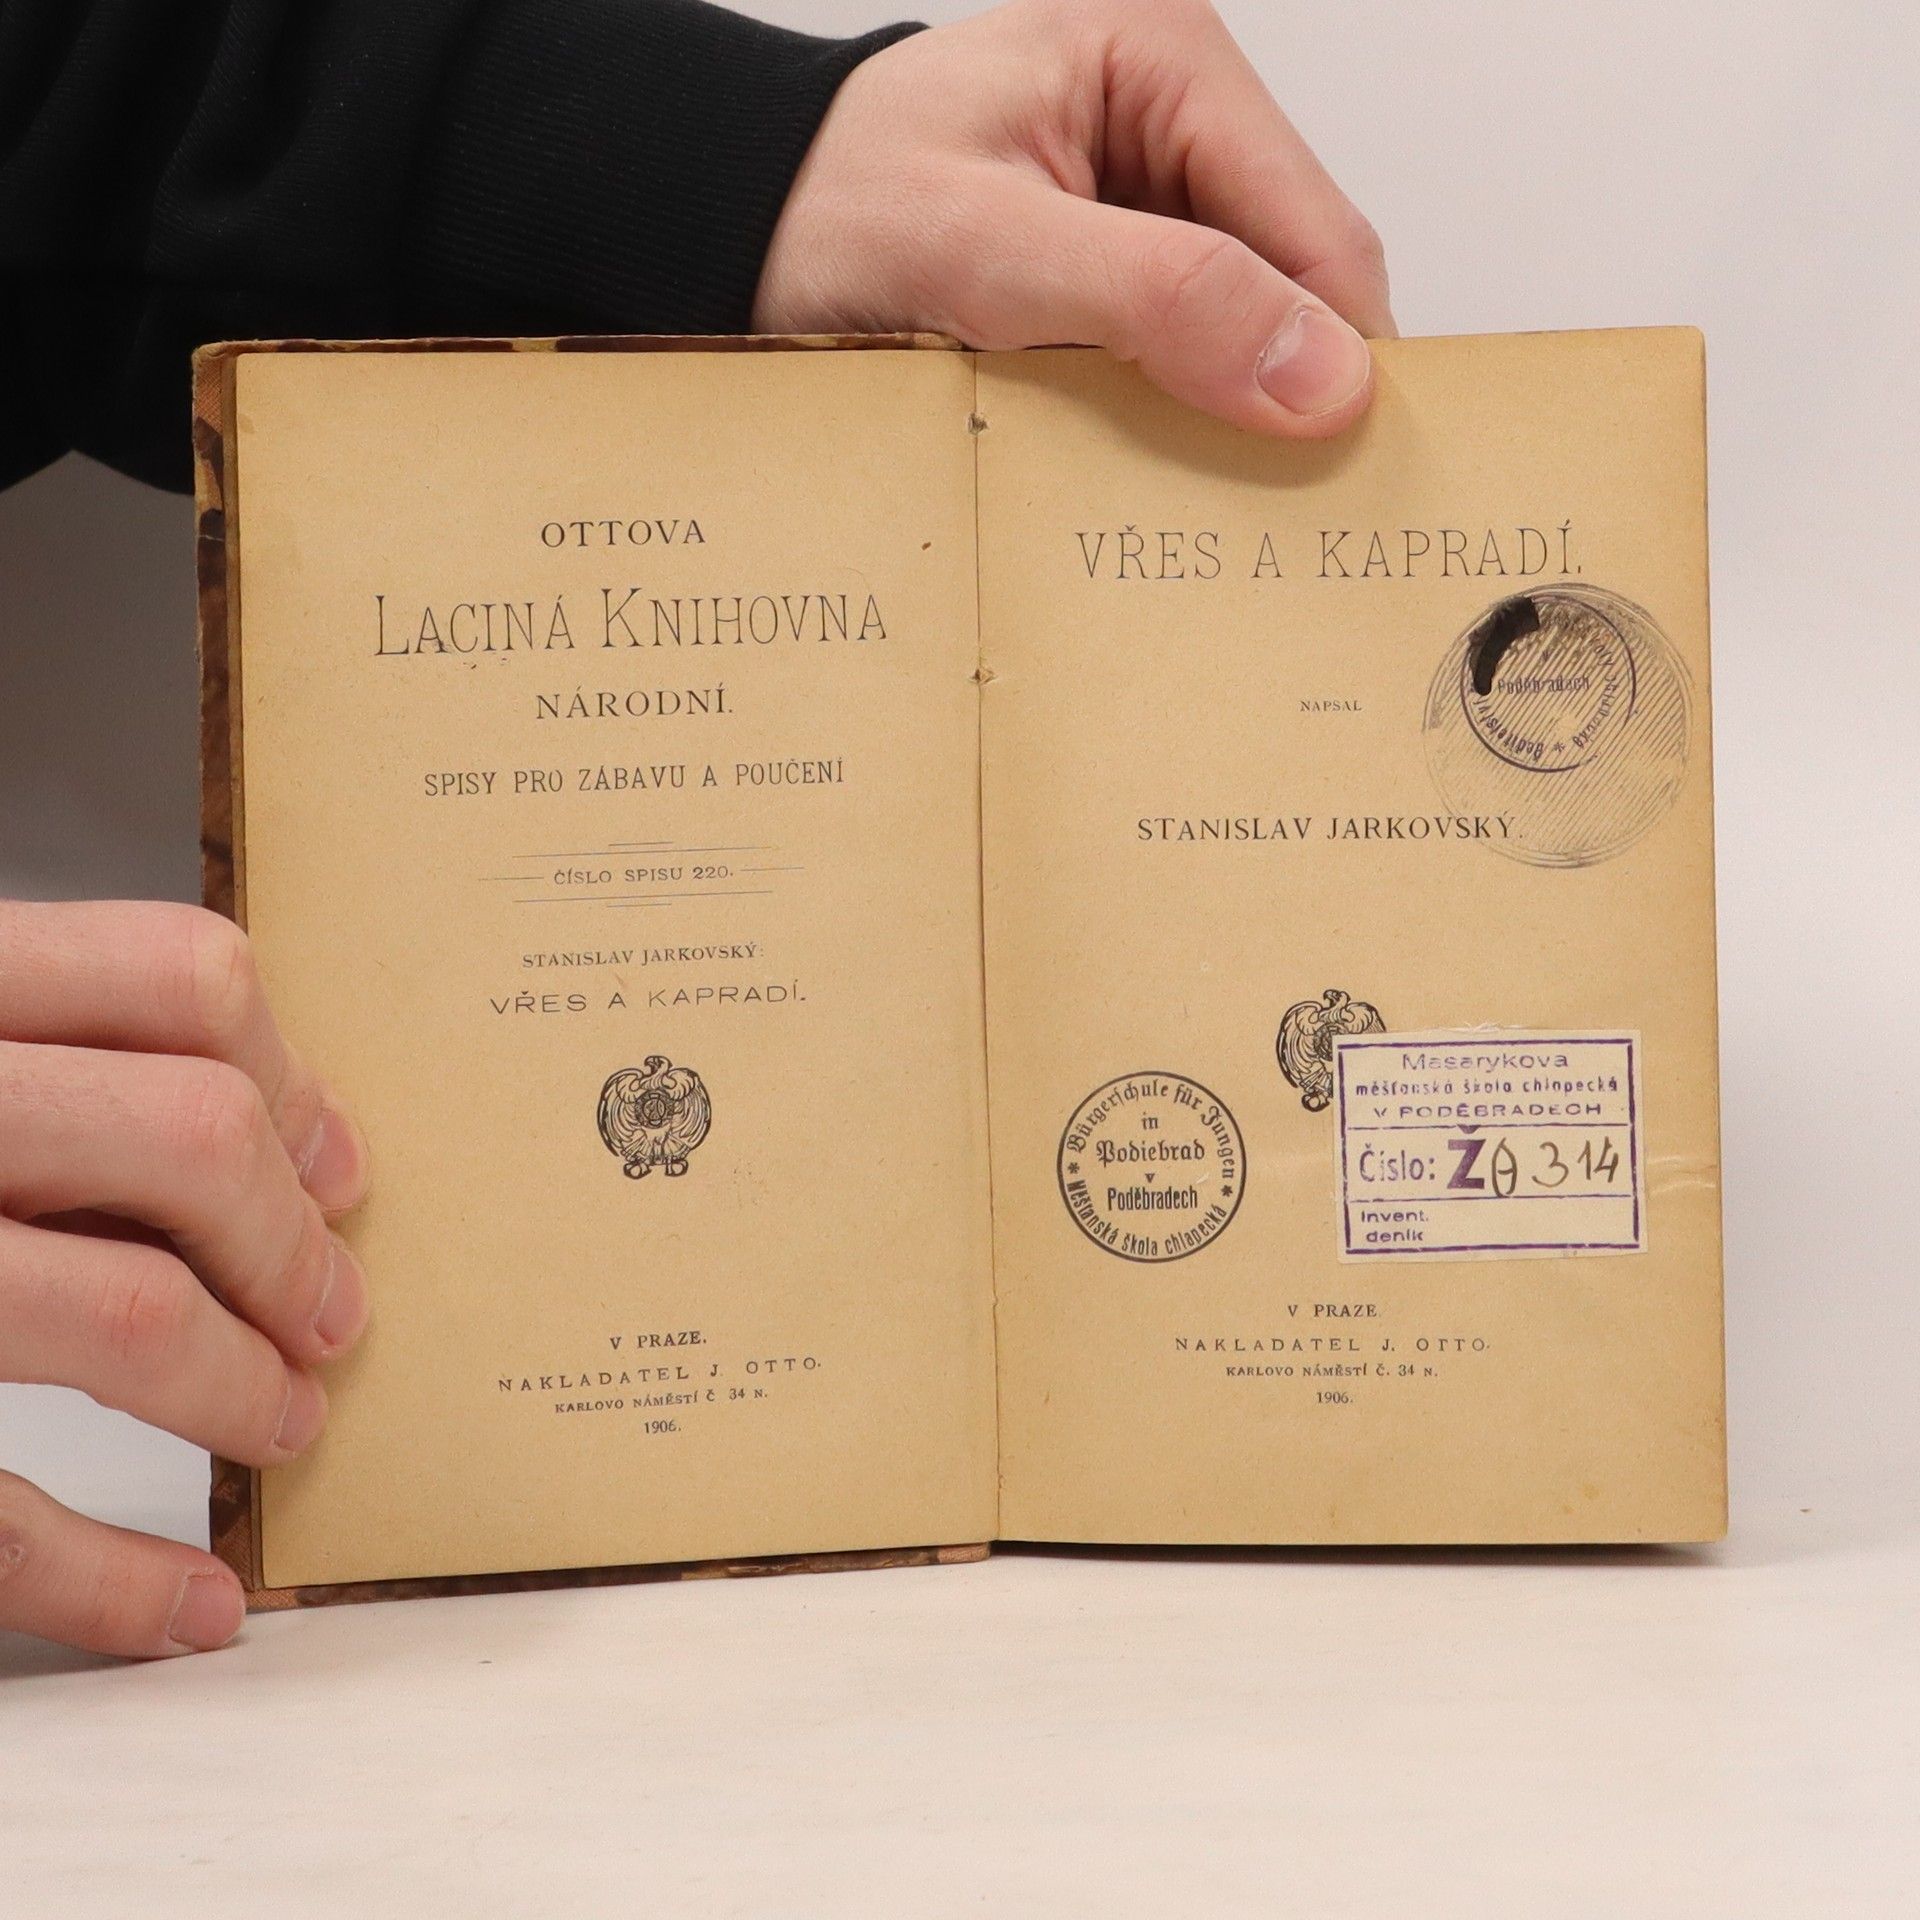 OTTOVA
LACINÁ KNIHOVNA
NÁRODNÍ.
SPISY PRO ZÁBAVU A POUČENÍ
ČÍSLO SPISU 220.
STANISLAV JARKOVSKÝ:
VŘES A KAPRADÍ.
V PRAZE.
NAKLADATEL J. OTTO.
KARLOVO NÁMĚSTÍ Č 34 N.
1906.
VŘES A KAPRADÍ.
NAPSAL
Poděbradech
STANISLAV JARKOVSKÝ.
Bürgerschule für Jungen
in
Podiebrad
v
Poděbradech
Měšťanská škola chlapecká
Masarykova
měšťanská škola chlapecká
V PODĚBRADECH
Číslo: ŽA 314
Invent.
deník
V PRAZE.
NAKLADATEL J. OTTO.
KARLOVO NÁMĚSTÍ Č. 34 N.
1906.